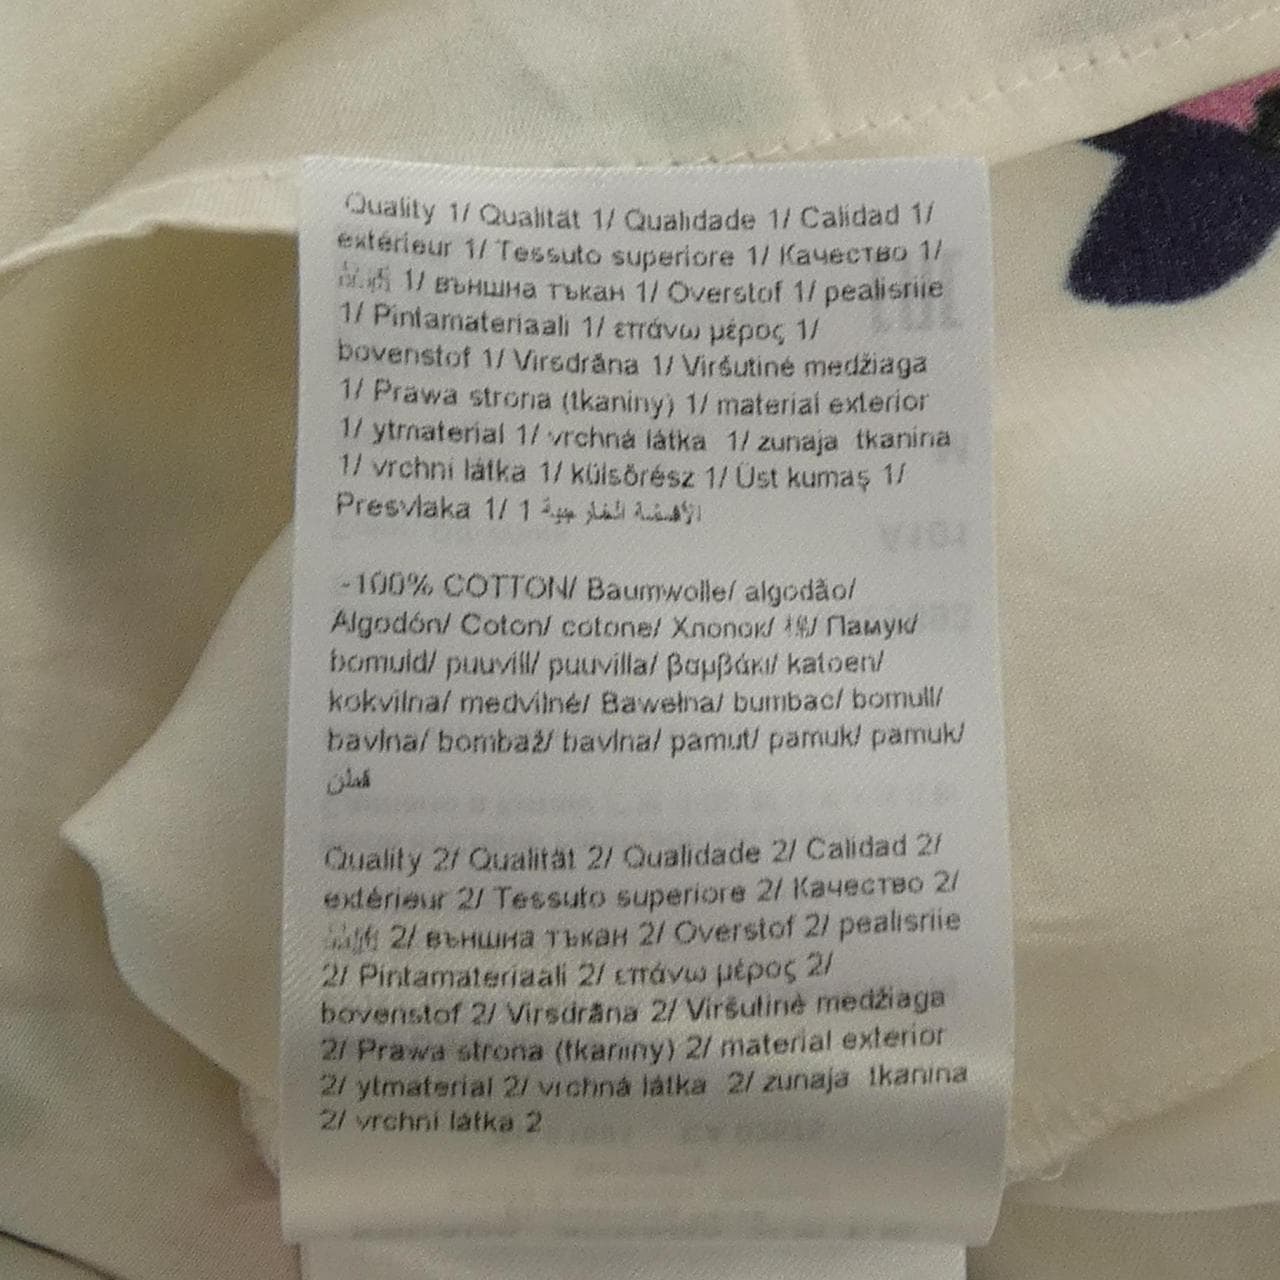 Quality 1/ Qualität 1/ Qualidade 1/ Calidad 1/
extérieur 1/ Tessuto superiore 1/ Качество 1/
品质 1/ външна тъкан 1/ Overstof 1/ pealisriie
1/ Pintamateriaali 1/ επάνω μέρος 1/
bovenstof 1/ Virsdrāna 1/ Viršutinė medžiaga
1/ Prawa strona (tkaniny) 1/ material exterior
1/ ytmaterial 1/ vrchná látka 1/ zunaja tkanina
1/ vrchní látka 1/ külsőrész 1/ Üst kumaş 1/
Presvlaka 1/ 1 الأقمشة الخارجية
-100% COTTON/ Baumwolle/ algodão/
Algodón/ Coton/ cotone/ Хлопок/ 棉/ Памук/
bomuld/ puuvill/ puuvilla/ βαμβάκι/ katoen/
kokvilna/ medvilnė/ Bawełna/ bumbac/ bomull/
bavlna/ bombaž/ bavlna/ pamut/ pamuk/ pamuk/
قطن
Quality 2/ Qualität 2/ Qualidade 2/ Calidad 2/
extérieur 2/ Tessuto superiore 2/ Качество 2/
品质 2/ външна тъкан 2/ Overstof 2/ pealisriie
2/ Pintamateriaali 2/ επάνω μέρος 2/
bovenstof 2/ Virsdrāna 2/ Viršutinė medžiaga
2/ Prawa strona (tkaniny) 2/ material exterior
2/ ytmaterial 2/ vrchná látka 2/ zunaja tkanina
2/ vrchní látka 2